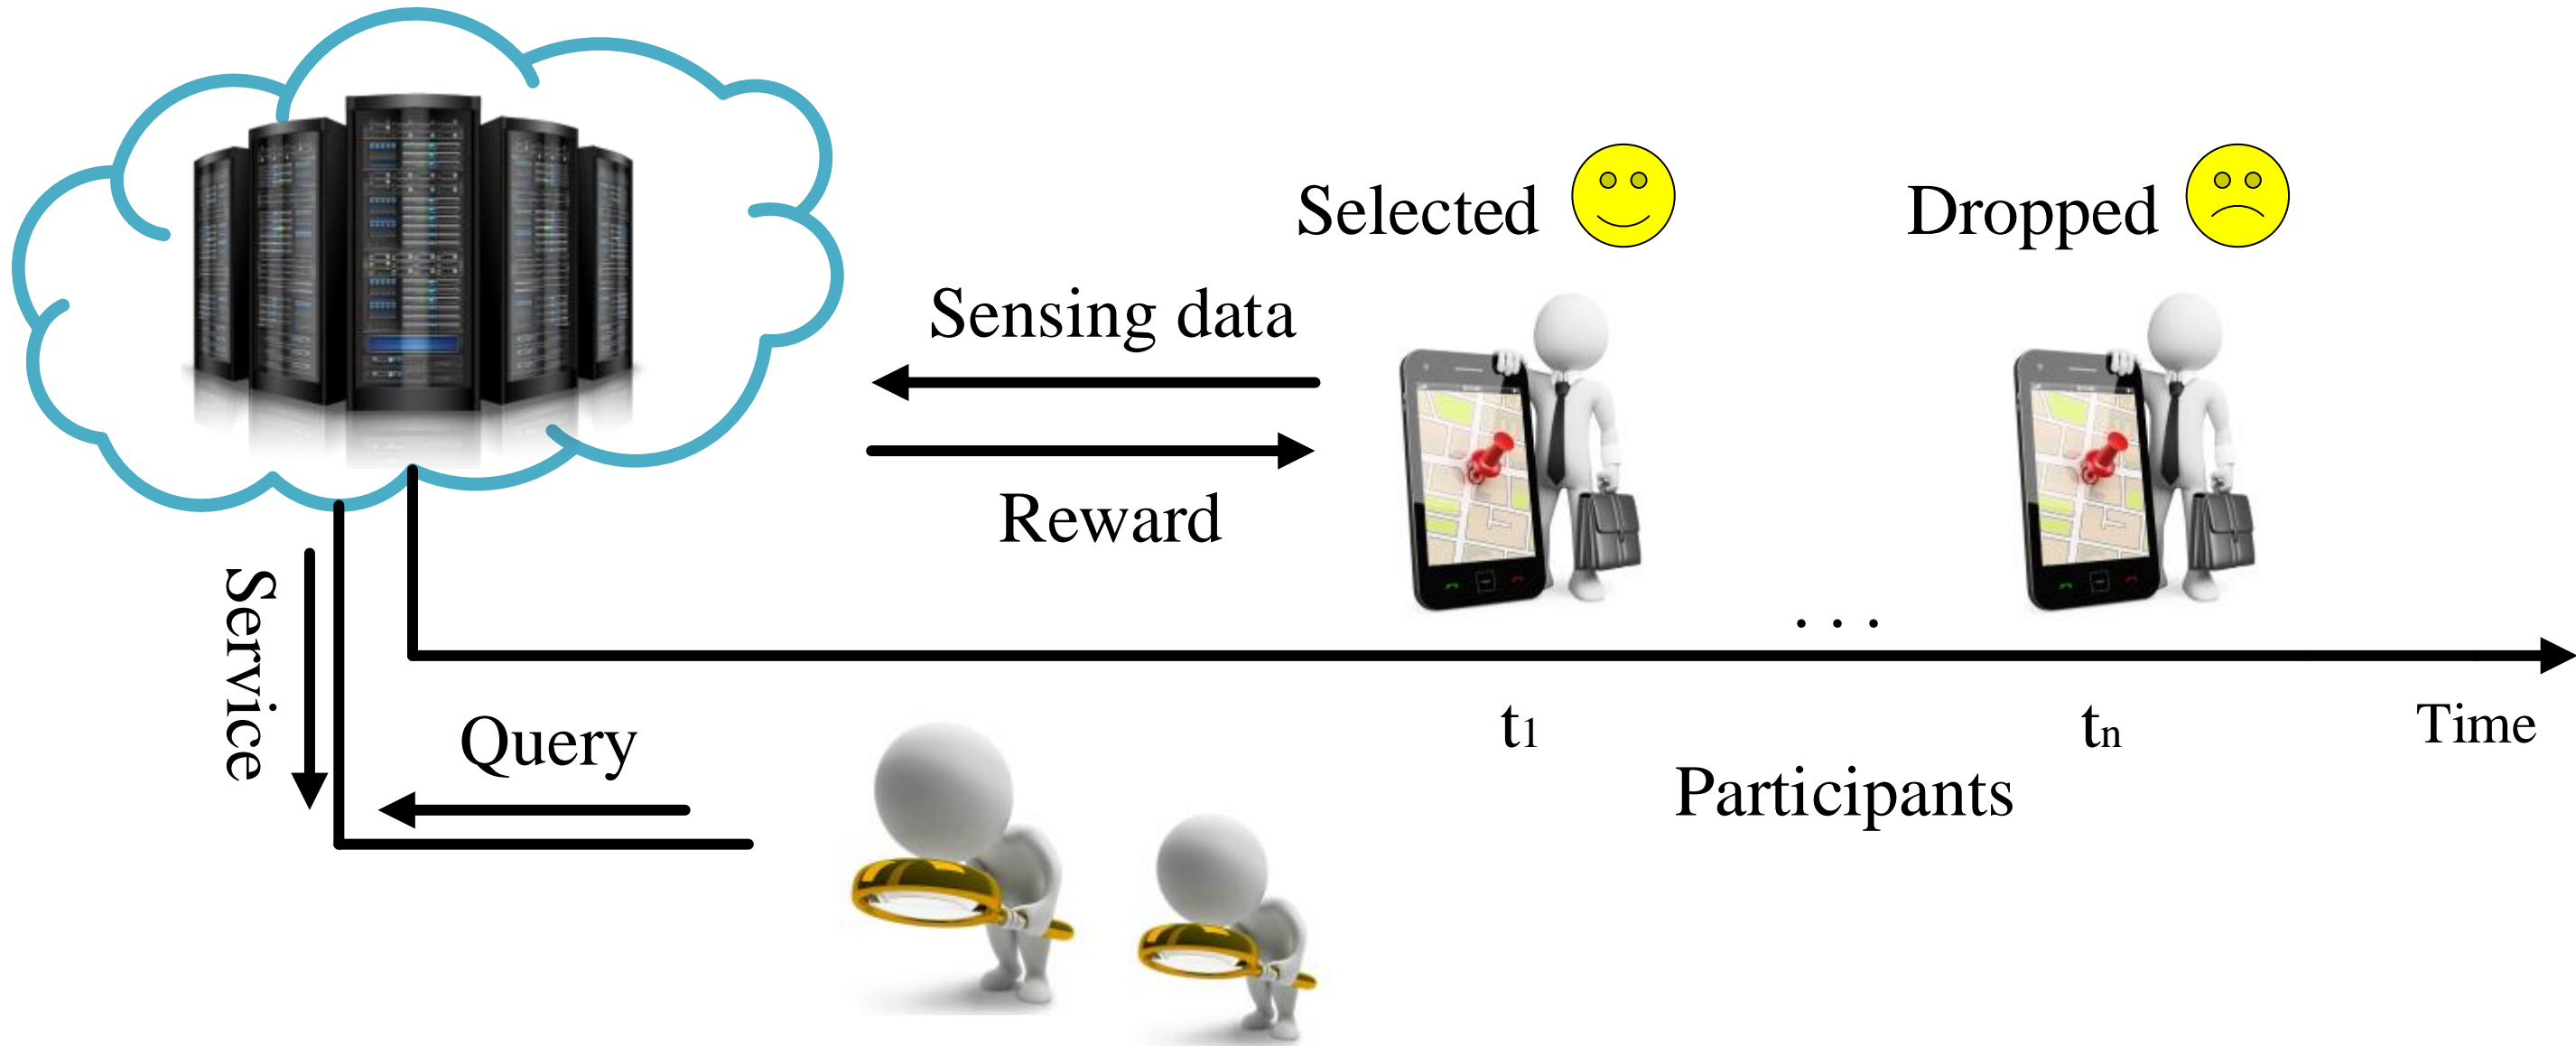 Selected
Dropped
Sensing data
Reward
Service
Query
. . .
t1
tn
Time
Participants